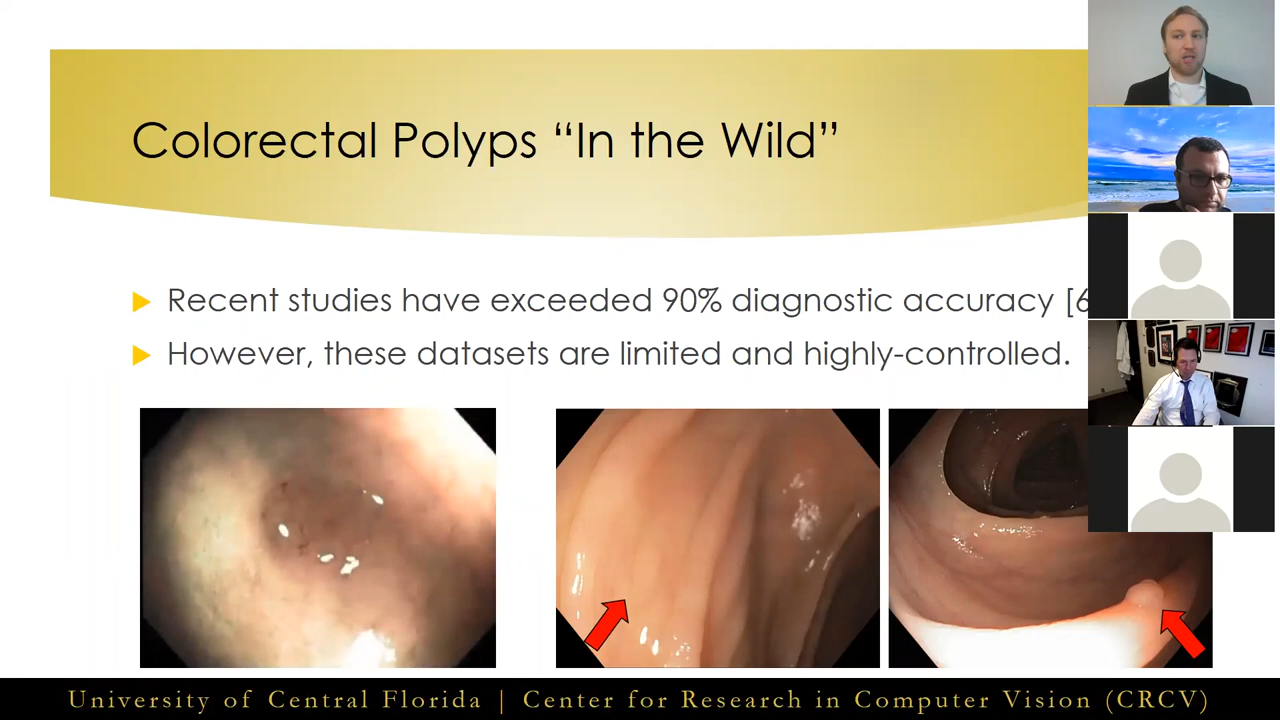 Colorectal Polyps “In the Wild”
Recent studies have exceeded 90% diagnostic accuracy [6
However, these datasets are limited and highly-controlled.
University of Central Florida | Center for Research in Computer Vision (CRCV)